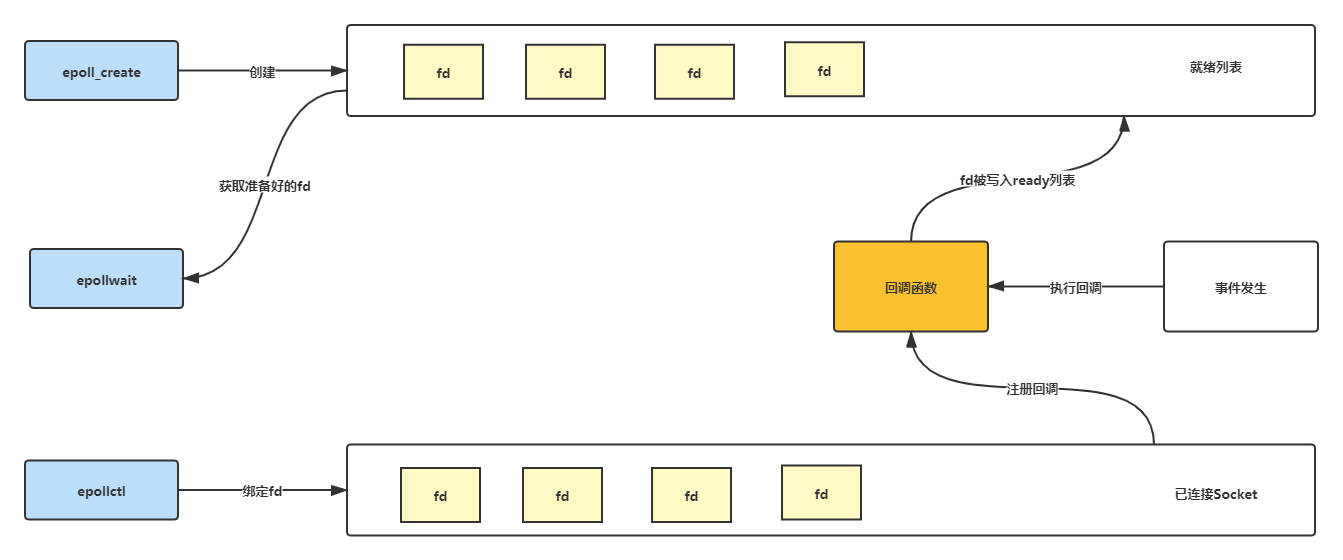 epoll_create
创建
fd
fd
fd
fd
就绪列表
获取准备好的fd
fd被写入ready列表
epollwait
回调函数
执行回调
事件发生
注册回调
epollctl
绑定fd
fd
fd
fd
fd
已连接Socket